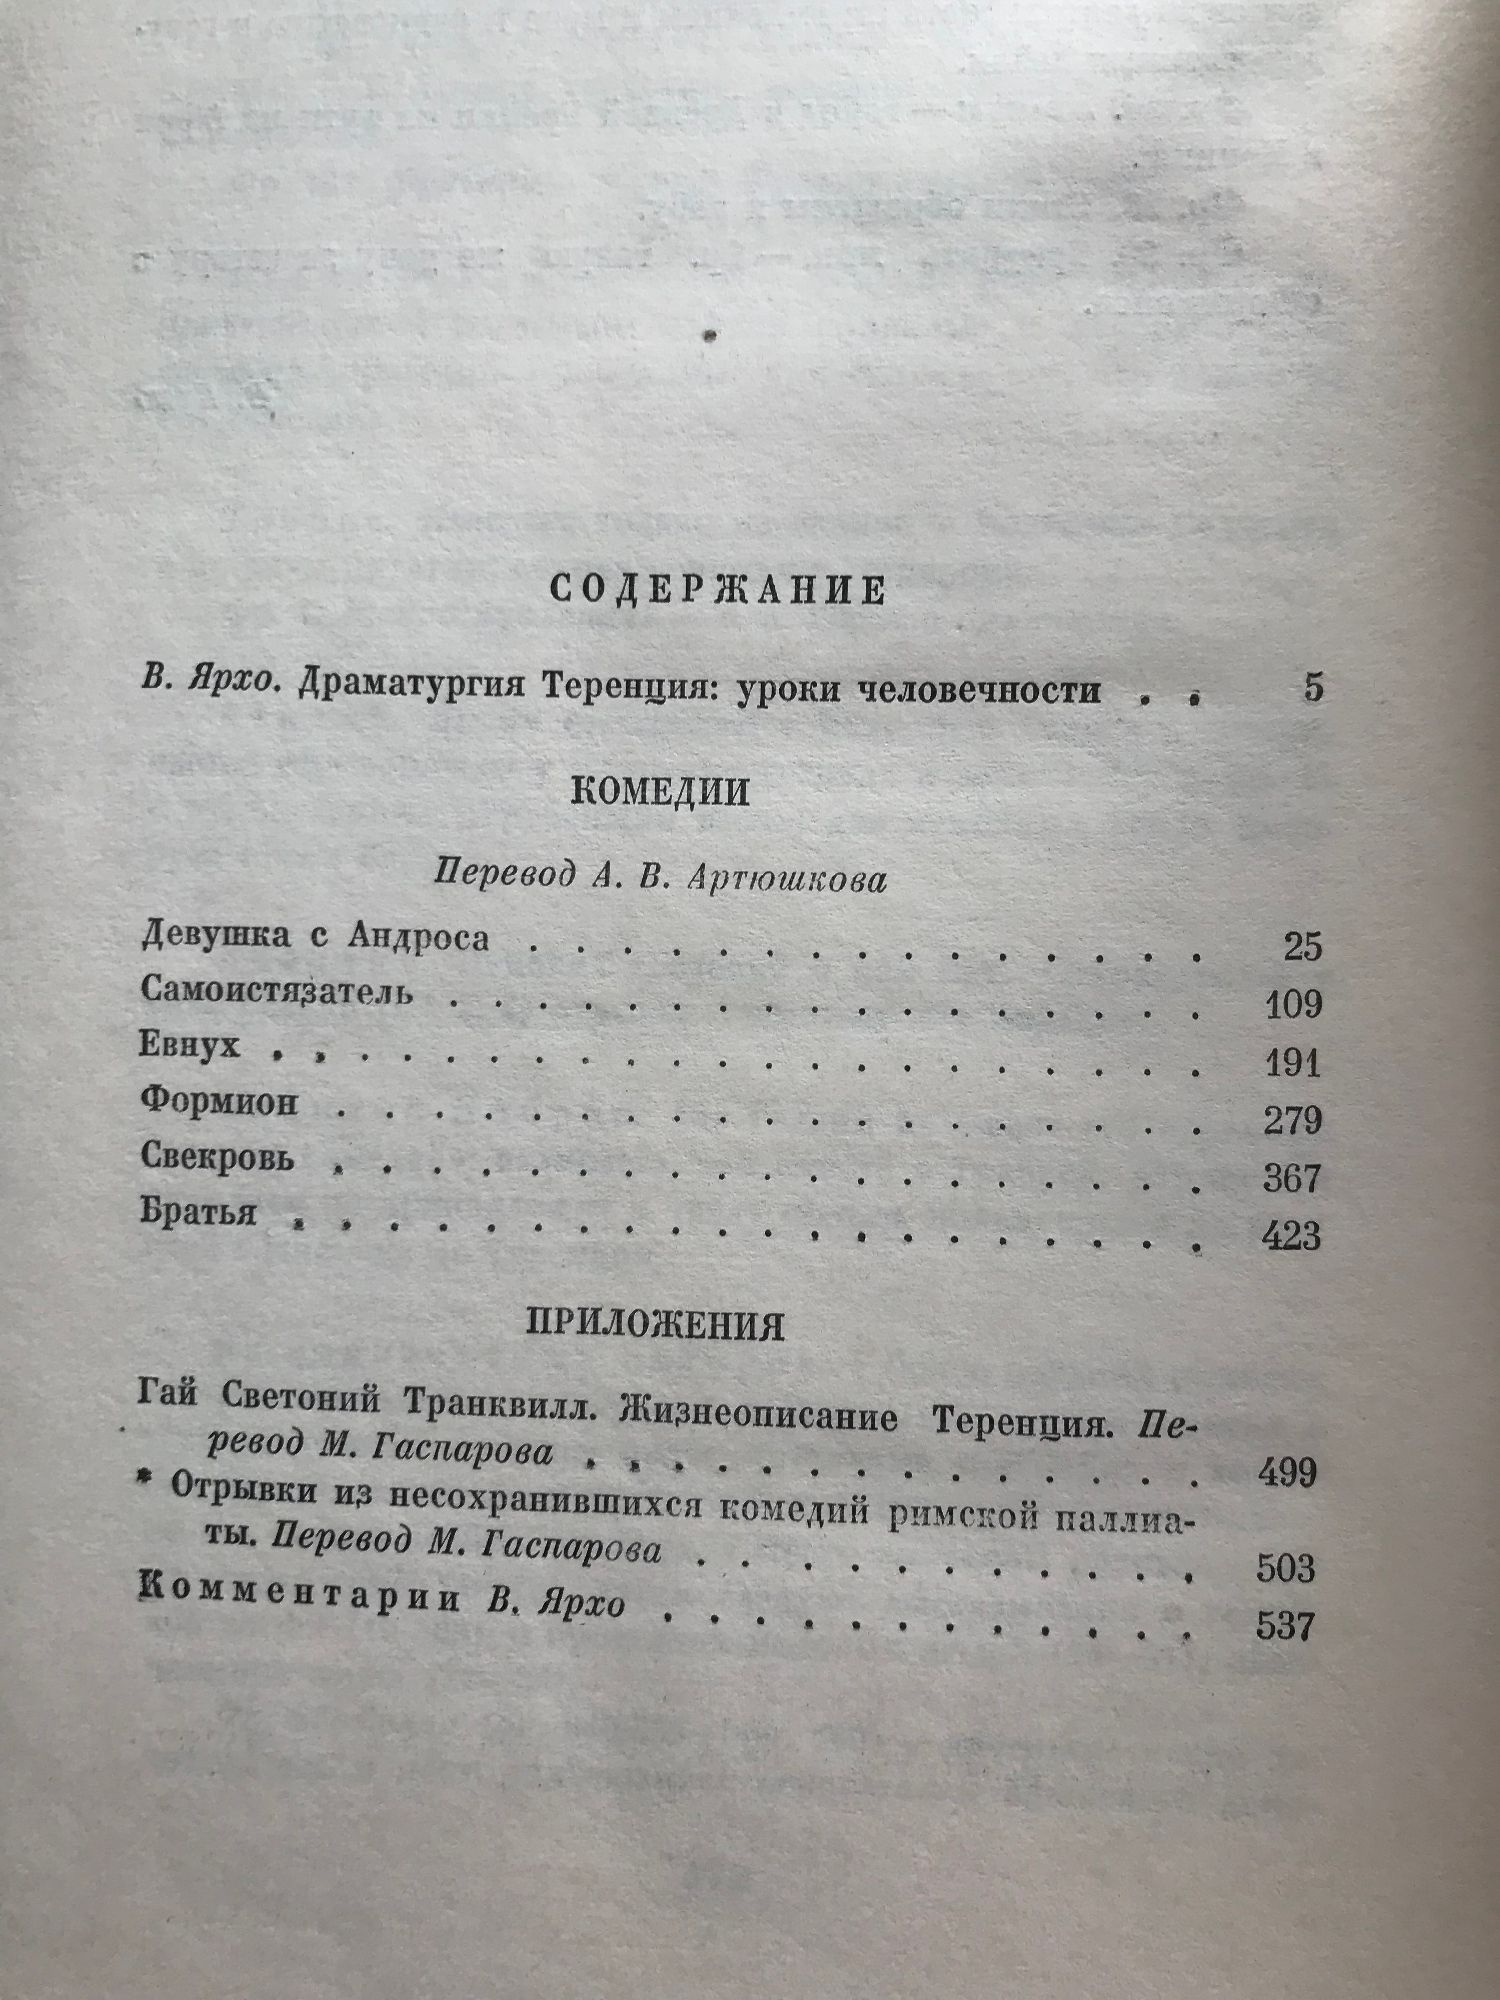 СОДЕРЖАНИЕ
В. Ярхо. Драматургия Теренция: уроки человечности . . 5
КОМЕДИИ
Перевод А. В. Артюшкова
Девушка с Андроса . . . . . . . . . . . . . . . 25
Самоистязатель . . . . . . . . . . . . . . . . . 109
Евнух . . . . . . . . . . . . . . . . . . . . . 191
Формион . . . . . . . . . . . . . . . . . . . 279
Свекровь . . . . . . . . . . . . . . . . . . . 367
Братья . . . . . . . . . . . . . . . . . . . . 423
ПРИЛОЖЕНИЯ
Гай Светоний Транквилл. Жизнеописание Теренция. Пе-
ревод М. Гаспарова . . . . . . . . . . . . . . 499
* Отрывки из несохранившихся комедий римской паллиа-
ты. Перевод М. Гаспарова . . . . . . . . . . . 503
Комментарии В. Ярхо . . . . . . . . . . . . 537